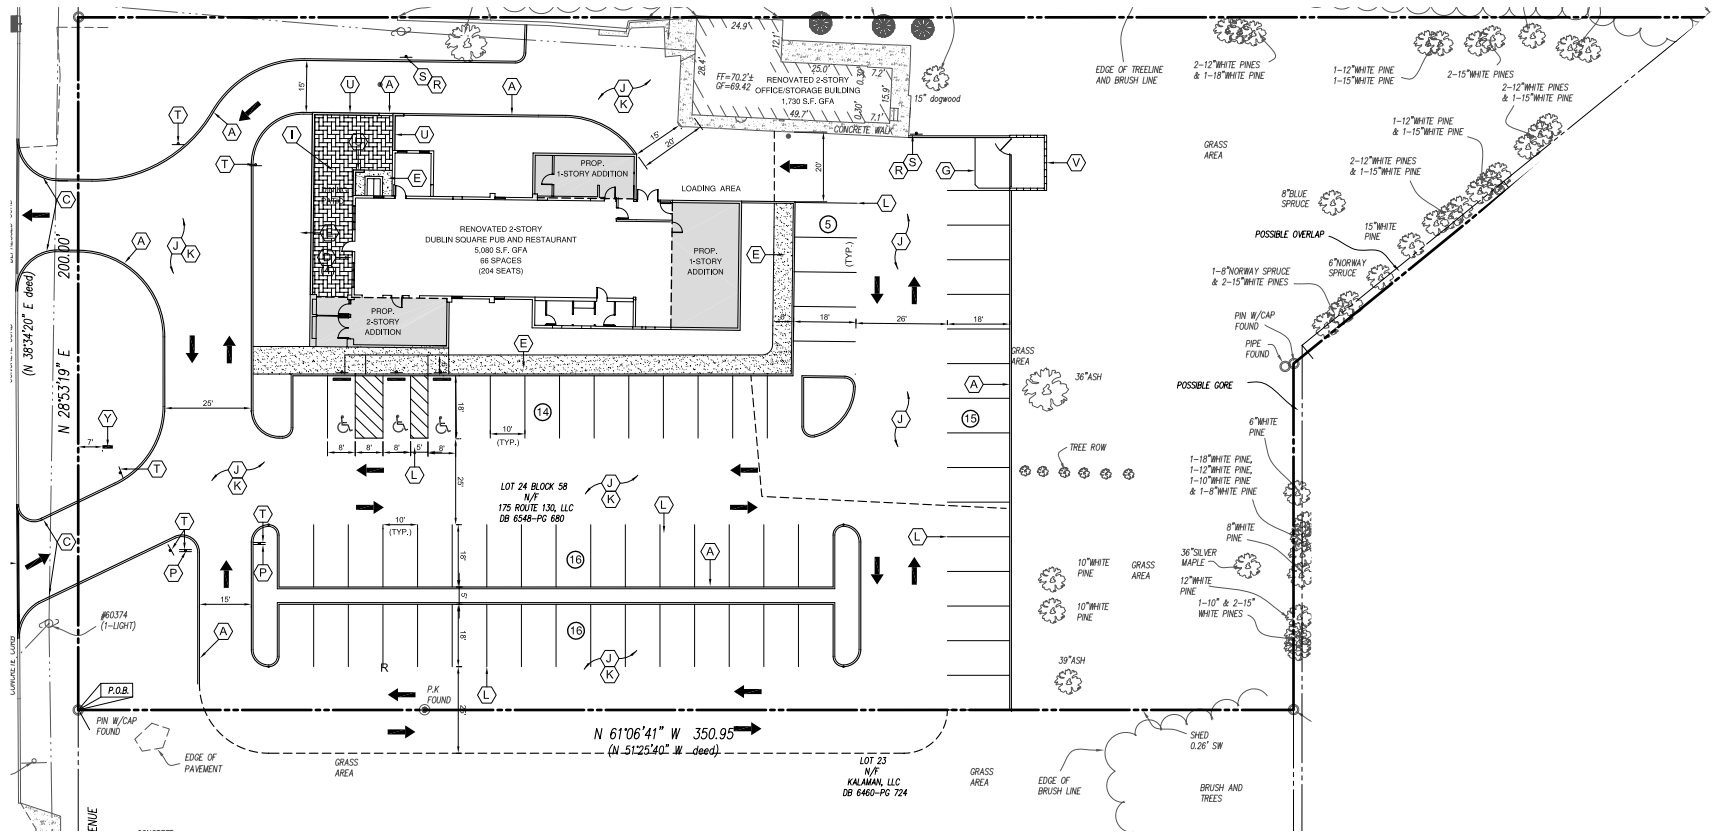 24.9'
12.1'
28.4'
FF=70.2'±
GF=69.42
25.0'
0.30'
7.2'
RENOVATED 2-STORY
OFFICE/STORAGE BUILDING
1,730 S.F. GFA
15.9'
49.7'
0.30'
7.1'
CONCRETE WALK
15" dogwood
EDGE OF TREELINE
AND BRUSH LINE
2-12"WHITE PINES
& 1-18"WHITE PINE
1-12"WHITE PINE
1-15"WHITE PINE
2-15"WHITE PINES
2-12"WHITE PINES
& 1-15"WHITE PINE
1-12"WHITE PINE
& 1-15"WHITE PINE
2-12"WHITE PINES
& 1-15"WHITE PINE
GRASS
AREA
8"BLUE
SPRUCE
15"WHITE
PINE
POSSIBLE OVERLAP
6"NORWAY
SPRUCE
1-8"NORWAY SPRUCE
& 2-15"WHITE PINES
PIN W/CAP
FOUND
PIPE
FOUND
POSSIBLE GORE
S
R
J
K
T
A
15'
U
A
A
I
U
T
E
15'
20'
PROP.
1-STORY ADDITION
LOADING AREA
20'
R
S
G
V
L
C
A
J
K
200.00'
(N 38°34'20" E deed)
N 28°53'19" E
RENOVATED 2-STORY
DUBLIN SQUARE PUB AND RESTAURANT
5,080 S.F. GFA
66 SPACES
(204 SEATS)
PROP.
1-STORY
ADDITION
PROP.
2-STORY
ADDITION
E
5
(TYP.)
J
18'
26'
18'
E
GRASS
AREA
36"ASH
A
25'
7'
Y
T
14
10'
(TYP.)
18'
8'
8'
8'
5'
8'
L
J
15
TREE ROW
6"WHITE
PINE
1-18"WHITE PINE,
1-12"WHITE PINE,
1-10"WHITE PINE
& 1-8"WHITE PINE
J
K
25'
LOT 24 BLOCK 58
N/F
175 ROUTE 130, LLC
DB 6548-PG 680
J
K
L
L
C
T
T
P
P
10'
(TYP.)
18'
16
A
5'
8"WHITE
PINE
36"SILVER
MAPLE
12"WHITE
PINE
1-10" & 2-15"
WHITE PINES
10"WHITE
PINE
GRASS
AREA
10"WHITE
PINE
#60374
(1-LIGHT)
15'
A
16
18'
J
K
R
L
39"ASH
P.O.B.
PIN W/CAP
FOUND
P.K
FOUND
25'
N 61°06'41" W 350.95'
(N 51°25'40" W deed)
EDGE OF
PAVEMENT
GRASS
AREA
LOT 23
N/F
KALAMAN, LLC
DB 6460-PG 724
GRASS
AREA
EDGE OF
BRUSH LINE
SHED
0.26' SW
BRUSH AND
TREES
CONCRETE CURB
ENUE